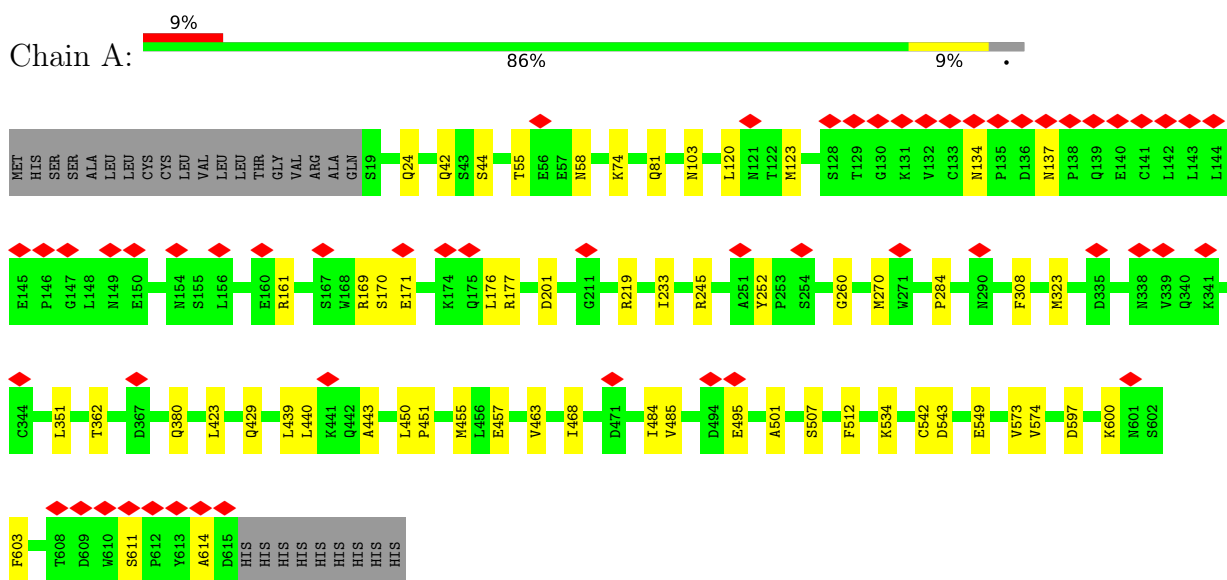 9%
Chain A:
86% 9% •
MET HIS SER SER ALA LEU LEU CYS CYS LEU VAL LEU LEU THR GLY VAL ARG ALA GLN S19 Q24 Q42 S43 S44 T55 E56 E57 N58 K74 Q81 N103 L120 N121 T122 M123 S128 T129 G130 K131 V132 C133 N134 P135 D136 N137 P138 Q139 E140 C141 L142 L143 L144
E145 P146 G147 L148 N149 E150 N154 S155 L156 E160 R161 S167 W168 R169 S170 E171 K174 Q175 L176 R177 D201 G211 R219 I233 R245 A251 Y252 P253 S254 G260 M270 W271 P284 N290 F308 M323 D335 N338 V339 Q340 K341
C344 L351 T362 D367 Q380 L423 Q429 L439 L440 K441 Q442 A443 L450 P451 M455 L456 E457 V463 I468 D471 I484 V485 D494 E495 A501 S507 F512 K534 C542 D543 E549 V573 V574 D597 K600 N601 S602
F603 T608 D609 W610 S611 P612 Y613 A614 D615 HIS HIS HIS HIS HIS HIS HIS HIS HIS